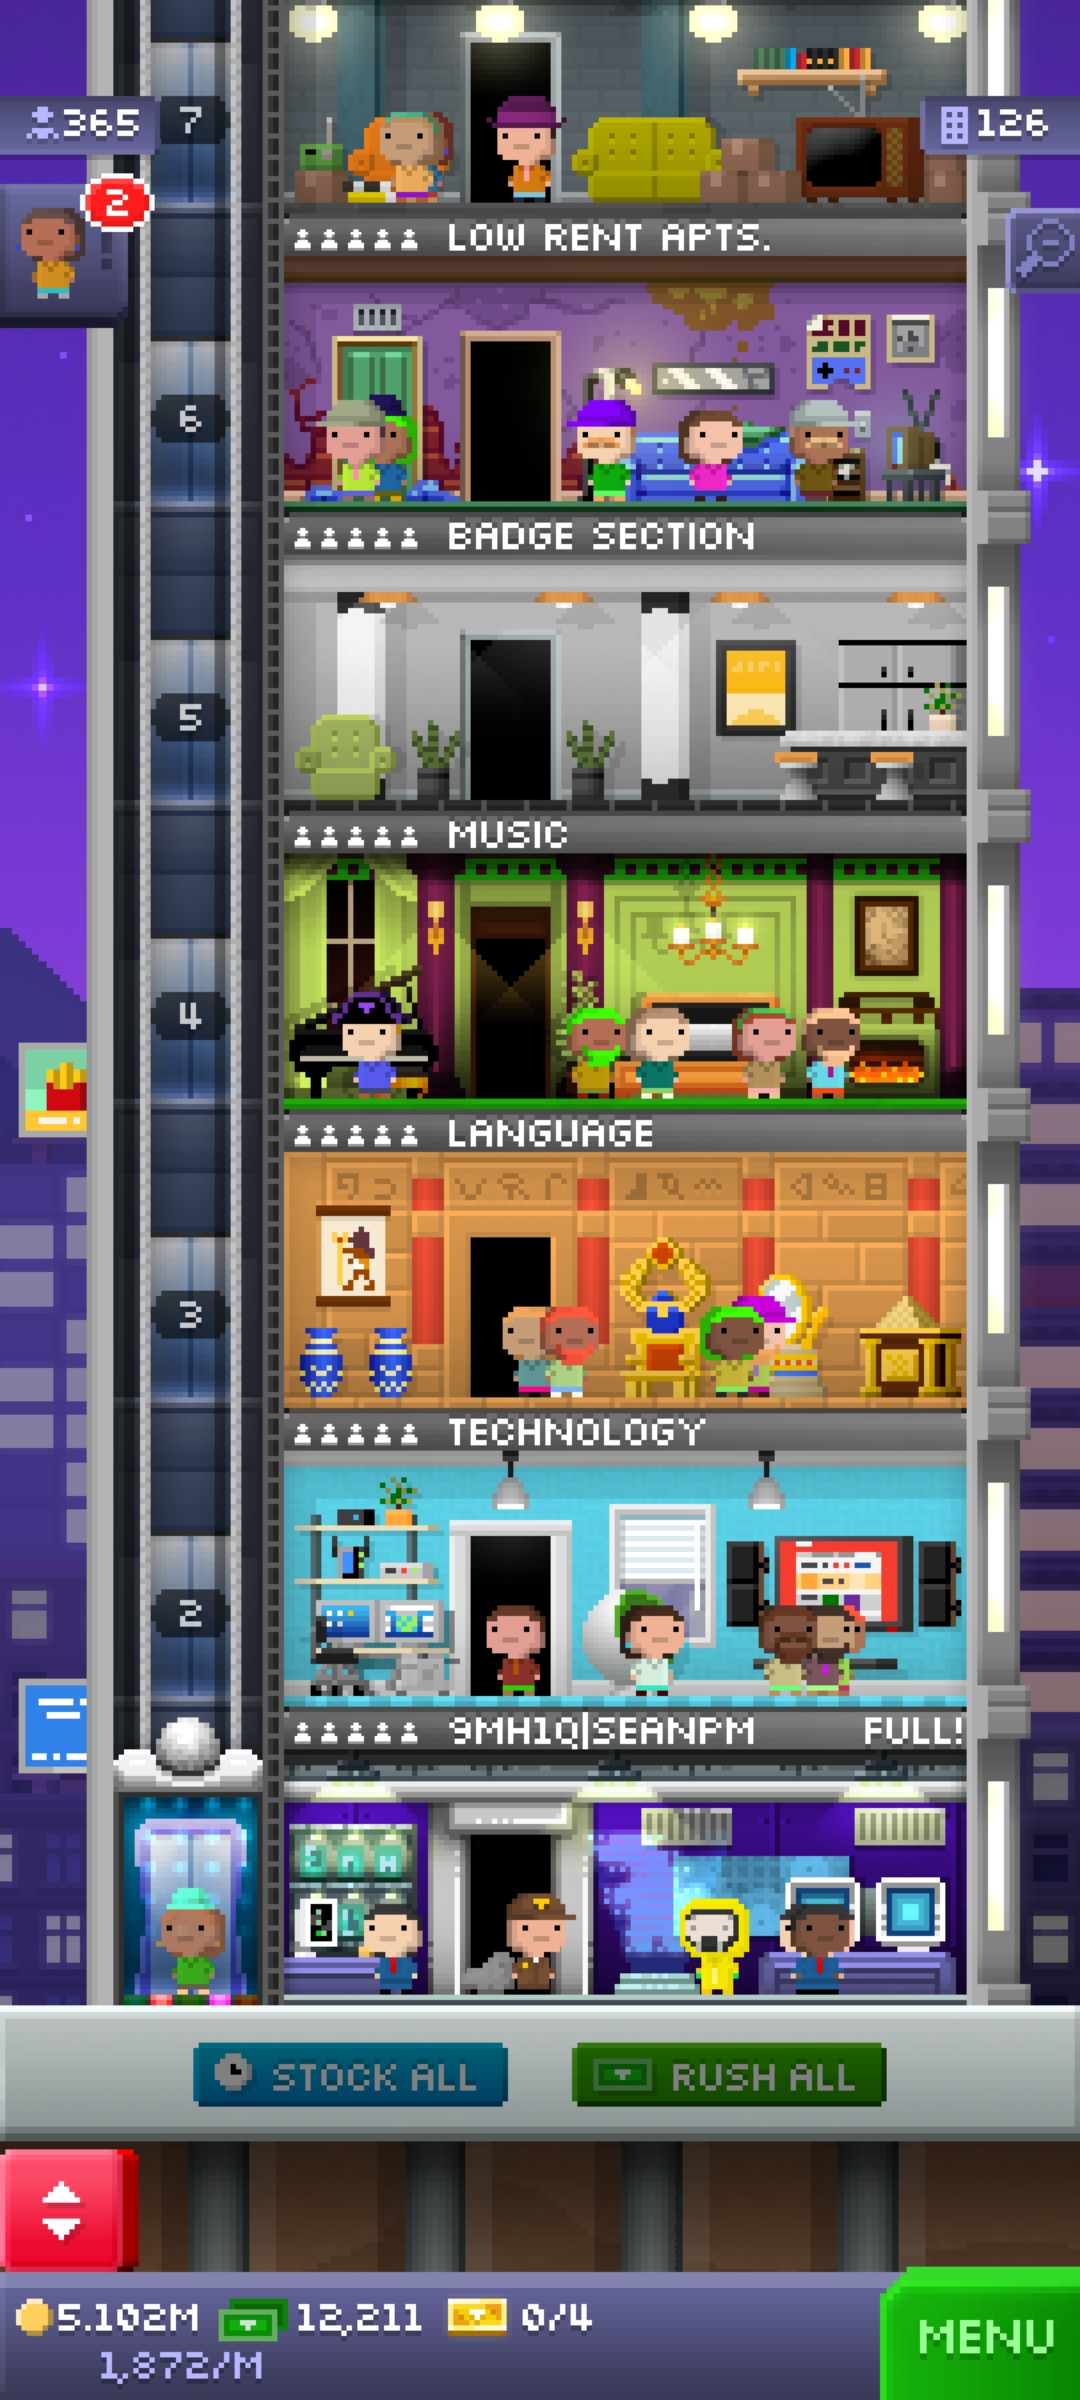 7
365
126
2
LOW RENT APTS.
6
BADGE SECTION
5
MUSIC
4
LANGUAGE
3
TECHNOLOGY
2
9MH1Q|SEANPM FULL!
STOCK ALL
RUSH ALL
5.102M 12,211 0/4
1,872/M
MENU